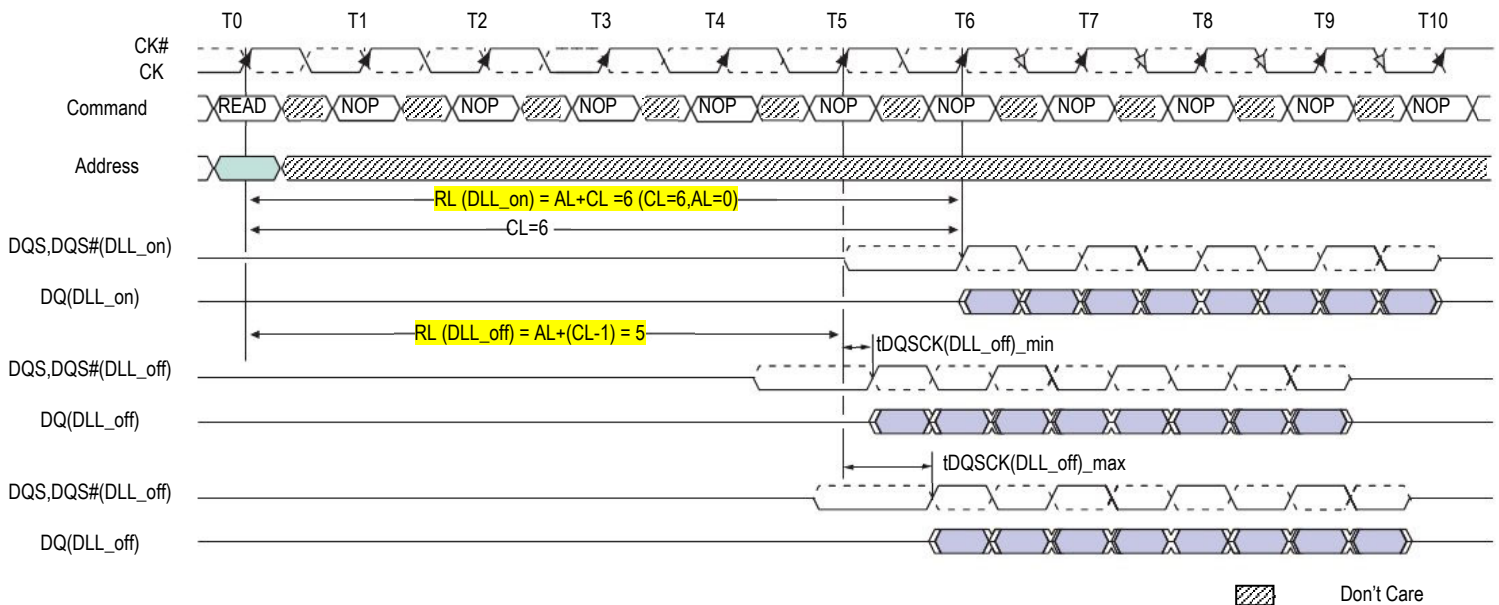 T0 T1 T2 T3 T4 T5 T6 T7 T8 T9 T10
CK#
CK
Command READ NOP NOP NOP NOP NOP NOP NOP NOP NOP NOP
Address
RL (DLL_on) = AL+CL =6 (CL=6,AL=0)
CL=6
DQS,DQS#(DLL_on)
DQ(DLL_on)
RL (DLL_off) = AL+(CL-1) = 5
tDQSCK(DLL_off)_min
DQS,DQS#(DLL_off)
DQ(DLL_off)
tDQSCK(DLL_off)_max
DQS,DQS#(DLL_off)
DQ(DLL_off)
Don't Care